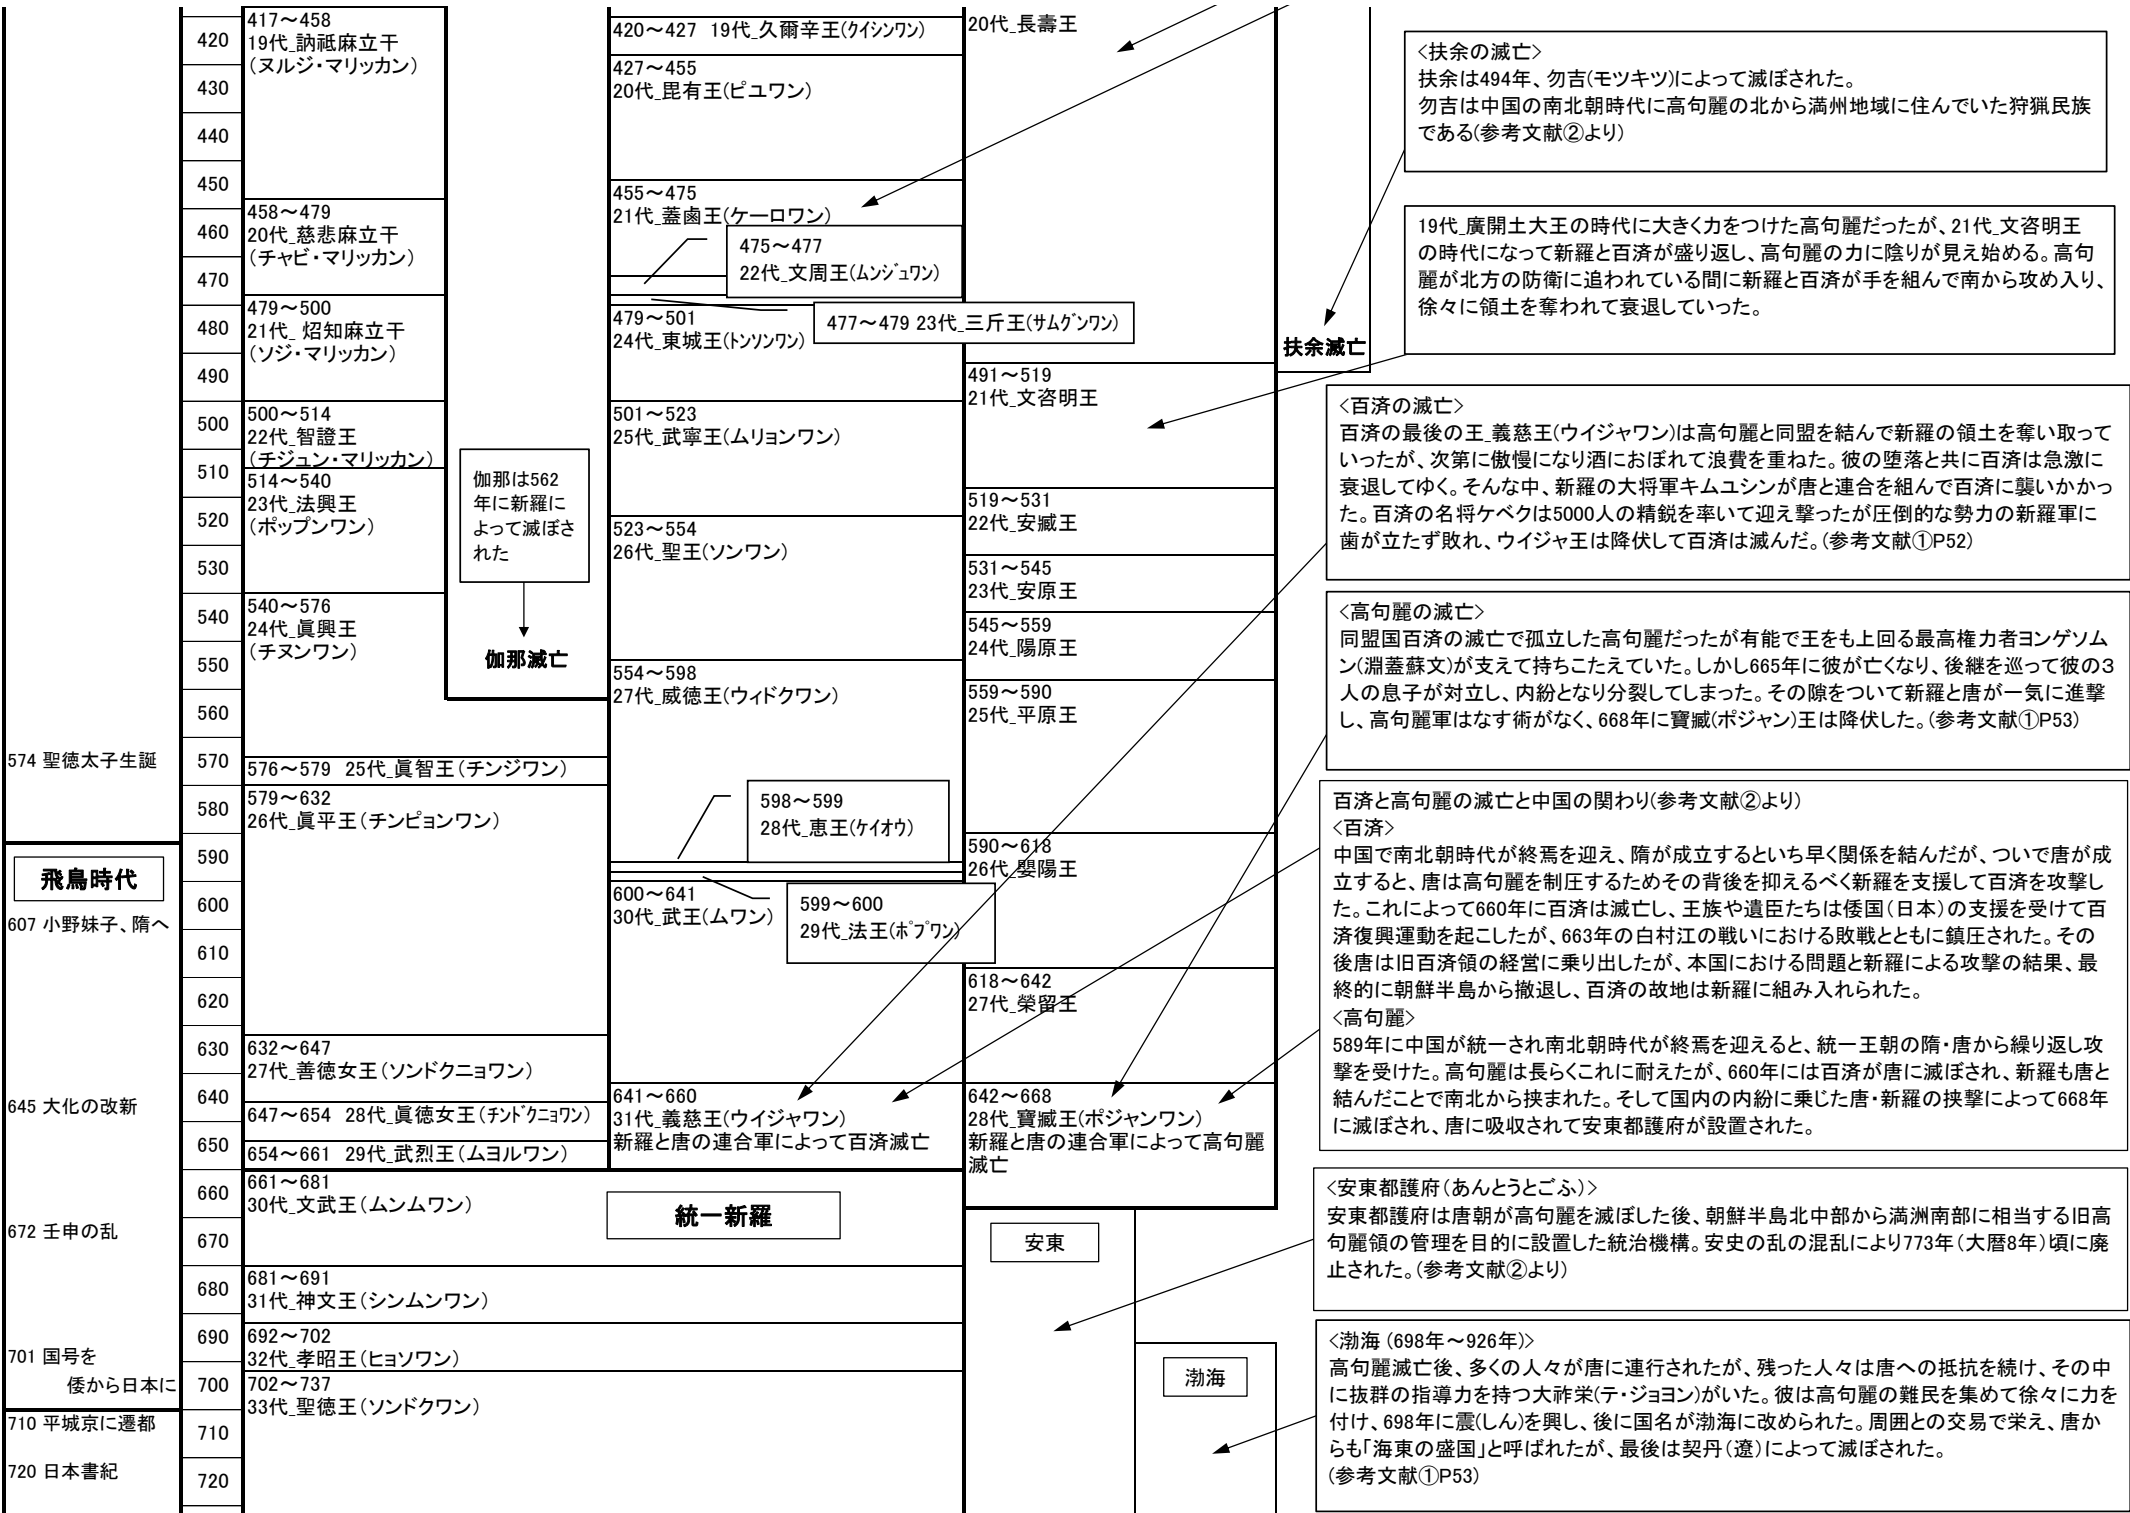 574 聖徳太子生誕
飛鳥時代
607 小野妹子、隋へ
645 大化の改新
672 壬申の乱
701 国号を
倭から日本に
710 平城京に遷都
720 日本書紀
420
430
440
450
460
470
480
490
500
510
520
530
540
550
560
570
580
590
600
610
620
630
640
650
660
670
680
690
700
710
720
417～458
19代_訥祇麻立干
(ヌルジ・マリッカン)
458～479
20代_慈悲麻立干
(チャビ・マリッカン)
479～500
21代_ 炤知麻立干
(ソジ・マリッカン)
500～514
22代_智證王
(チジュン・マリッカン)
514～540
23代_法興王
(ポップンワン)
540～576
24代_眞興王
(チヌンワン)
576～579 25代_眞智王(チンジワン)
579～632
26代_眞平王(チンピョンワン)
632～647
27代_善徳女王(ソンドクニョワン)
647～654 28代_眞徳女王(チンドクニョワン)
654～661 29代_武烈王(ムヨルワン)
661～681
30代_文武王(ムンムワン)
統一新羅
681～691
31代_神文王(シンムンワン)
692～702
32代_孝昭王(ヒョソワン)
702～737
33代_聖徳王(ソンドクワン)
伽那は562
年に新羅に
よって滅ぼさ
れた
伽那滅亡
420～427 19代_久爾辛王(クイシンワン)
427～455
20代_毘有王(ピユワン)
455～475
21代_蓋鹵王(ケーロワン)
475～477
22代_文周王(ムンジュワン)
477～479 23代_三斤王(サムグンワン)
479～501
24代_東城王(トンソンワン)
501～523
25代_武寧王(ムリョンワン)
523～554
26代_聖王(ソンワン)
554～598
27代_威徳王(ウィドクワン)
598～599
28代_恵王(ケイオウ)
599～600
29代_法王(ポプワン)
600～641
30代_武王(ムワン)
641～660
31代_義慈王(ウイジャワン)
新羅と唐の連合軍によって百済滅亡
20代_長壽王
491～519
21代_文咨明王
519～531
22代_安臧王
531～545
23代_安原王
545～559
24代_陽原王
559～590
25代_平原王
590～618
26代_嬰陽王
618～642
27代_榮留王
642～668
28代_寶臧王(ポジャンワン)
新羅と唐の連合軍によって高句麗
滅亡
安東
渤海
扶余滅亡
<扶余の滅亡>
扶余は494年、勿吉(モツキツ)によって滅ぼされた。
勿吉は中国の南北朝時代に高句麗の北から満州地域に住んでいた狩猟民族
である(参考文献②より)
19代_廣開土大王の時代に大きく力をつけた高句麗だったが、21代_文咨明王
の時代になって新羅と百済が盛り返し、高句麗の力に陰りが見え始める。高句
麗が北方の防衛に追われている間に新羅と百済が手を組んで南から攻め入り、
徐々に領土を奪われて衰退していった。
<百済の滅亡>
百済の最後の王_義慈王(ウイジャワン)は高句麗と同盟を結んで新羅の領土を奪い取って
いったが、次第に傲慢になり酒におぼれて浪費を重ねた。彼の堕落と共に百済は急激に
衰退してゆく。そんな中、新羅の大将軍キムユシンが唐と連合を組んで百済に襲いかかっ
た。百済の名将ケベクは5000人の精鋭を率いて迎え撃ったが圧倒的な勢力の新羅軍に
歯が立たず敗れ、ウイジャ王は降伏して百済は滅んだ。(参考文献①P52)
<高句麗の滅亡>
同盟国百済の滅亡で孤立した高句麗だったが有能で王をも上回る最高権力者ヨンゲソム
ン(淵蓋蘇文)が支えて持ちこたえていた。しかし665年に彼が亡くなり、後継を巡って彼の3
人の息子が対立し、内紛となり分裂してしまった。その隙をついて新羅と唐が一気に進撃
し、高句麗軍はなす術がなく、668年に寶臧(ポジャン)王は降伏した。(参考文献①P53)
百済と高句麗の滅亡と中国の関わり(参考文献②より)
<百済>
中国で南北朝時代が終焉を迎え、隋が成立するといち早く関係を結んだが、ついで唐が成
立すると、唐は高句麗を制圧するためその背後を抑えるべく新羅を支援して百済を攻撃し
た。これによって660年に百済は滅亡し、王族や遺臣たちは倭国(日本)の支援を受けて百
済復興運動を起こしたが、663年の白村江の戦いにおける敗戦とともに鎮圧された。その
後唐は旧百済領の経営に乗り出したが、本国における問題と新羅による攻撃の結果、最
終的に朝鮮半島から撤退し、百済の故地は新羅に組み入れられた。
<高句麗>
589年に中国が統一され南北朝時代が終焉を迎えると、統一王朝の隋・唐から繰り返し攻
撃を受けた。高句麗は長らくこれに耐えたが、660年には百済が唐に滅ぼされ、新羅も唐と
結んだことで南北から挟まれた。そして国内の内紛に乗じた唐・新羅の挟撃によって668年
に滅ぼされ、唐に吸収されて安東都護府が設置された。
<安東都護府(あんとうとごふ)>
安東都護府は唐朝が高句麗を滅ぼした後、朝鮮半島北中部から満洲南部に相当する旧高
句麗領の管理を目的に設置した統治機構。安史の乱の混乱により773年(大暦8年)頃に廃
止された。(参考文献②より)
<渤海 (698年～926年)>
高句麗滅亡後、多くの人々が唐に連行されたが、残った人々は唐への抵抗を続け、その中
に抜群の指導力を持つ大祚栄(テ・ジョヨン)がいた。彼は高句麗の難民を集めて徐々に力を
付け、698年に震(しん)を興し、後に国名が渤海に改められた。周囲との交易で栄え、唐か
らも「海東の盛国」と呼ばれたが、最後は契丹(遼)によって滅ぼされた。
(参考文献①P53)